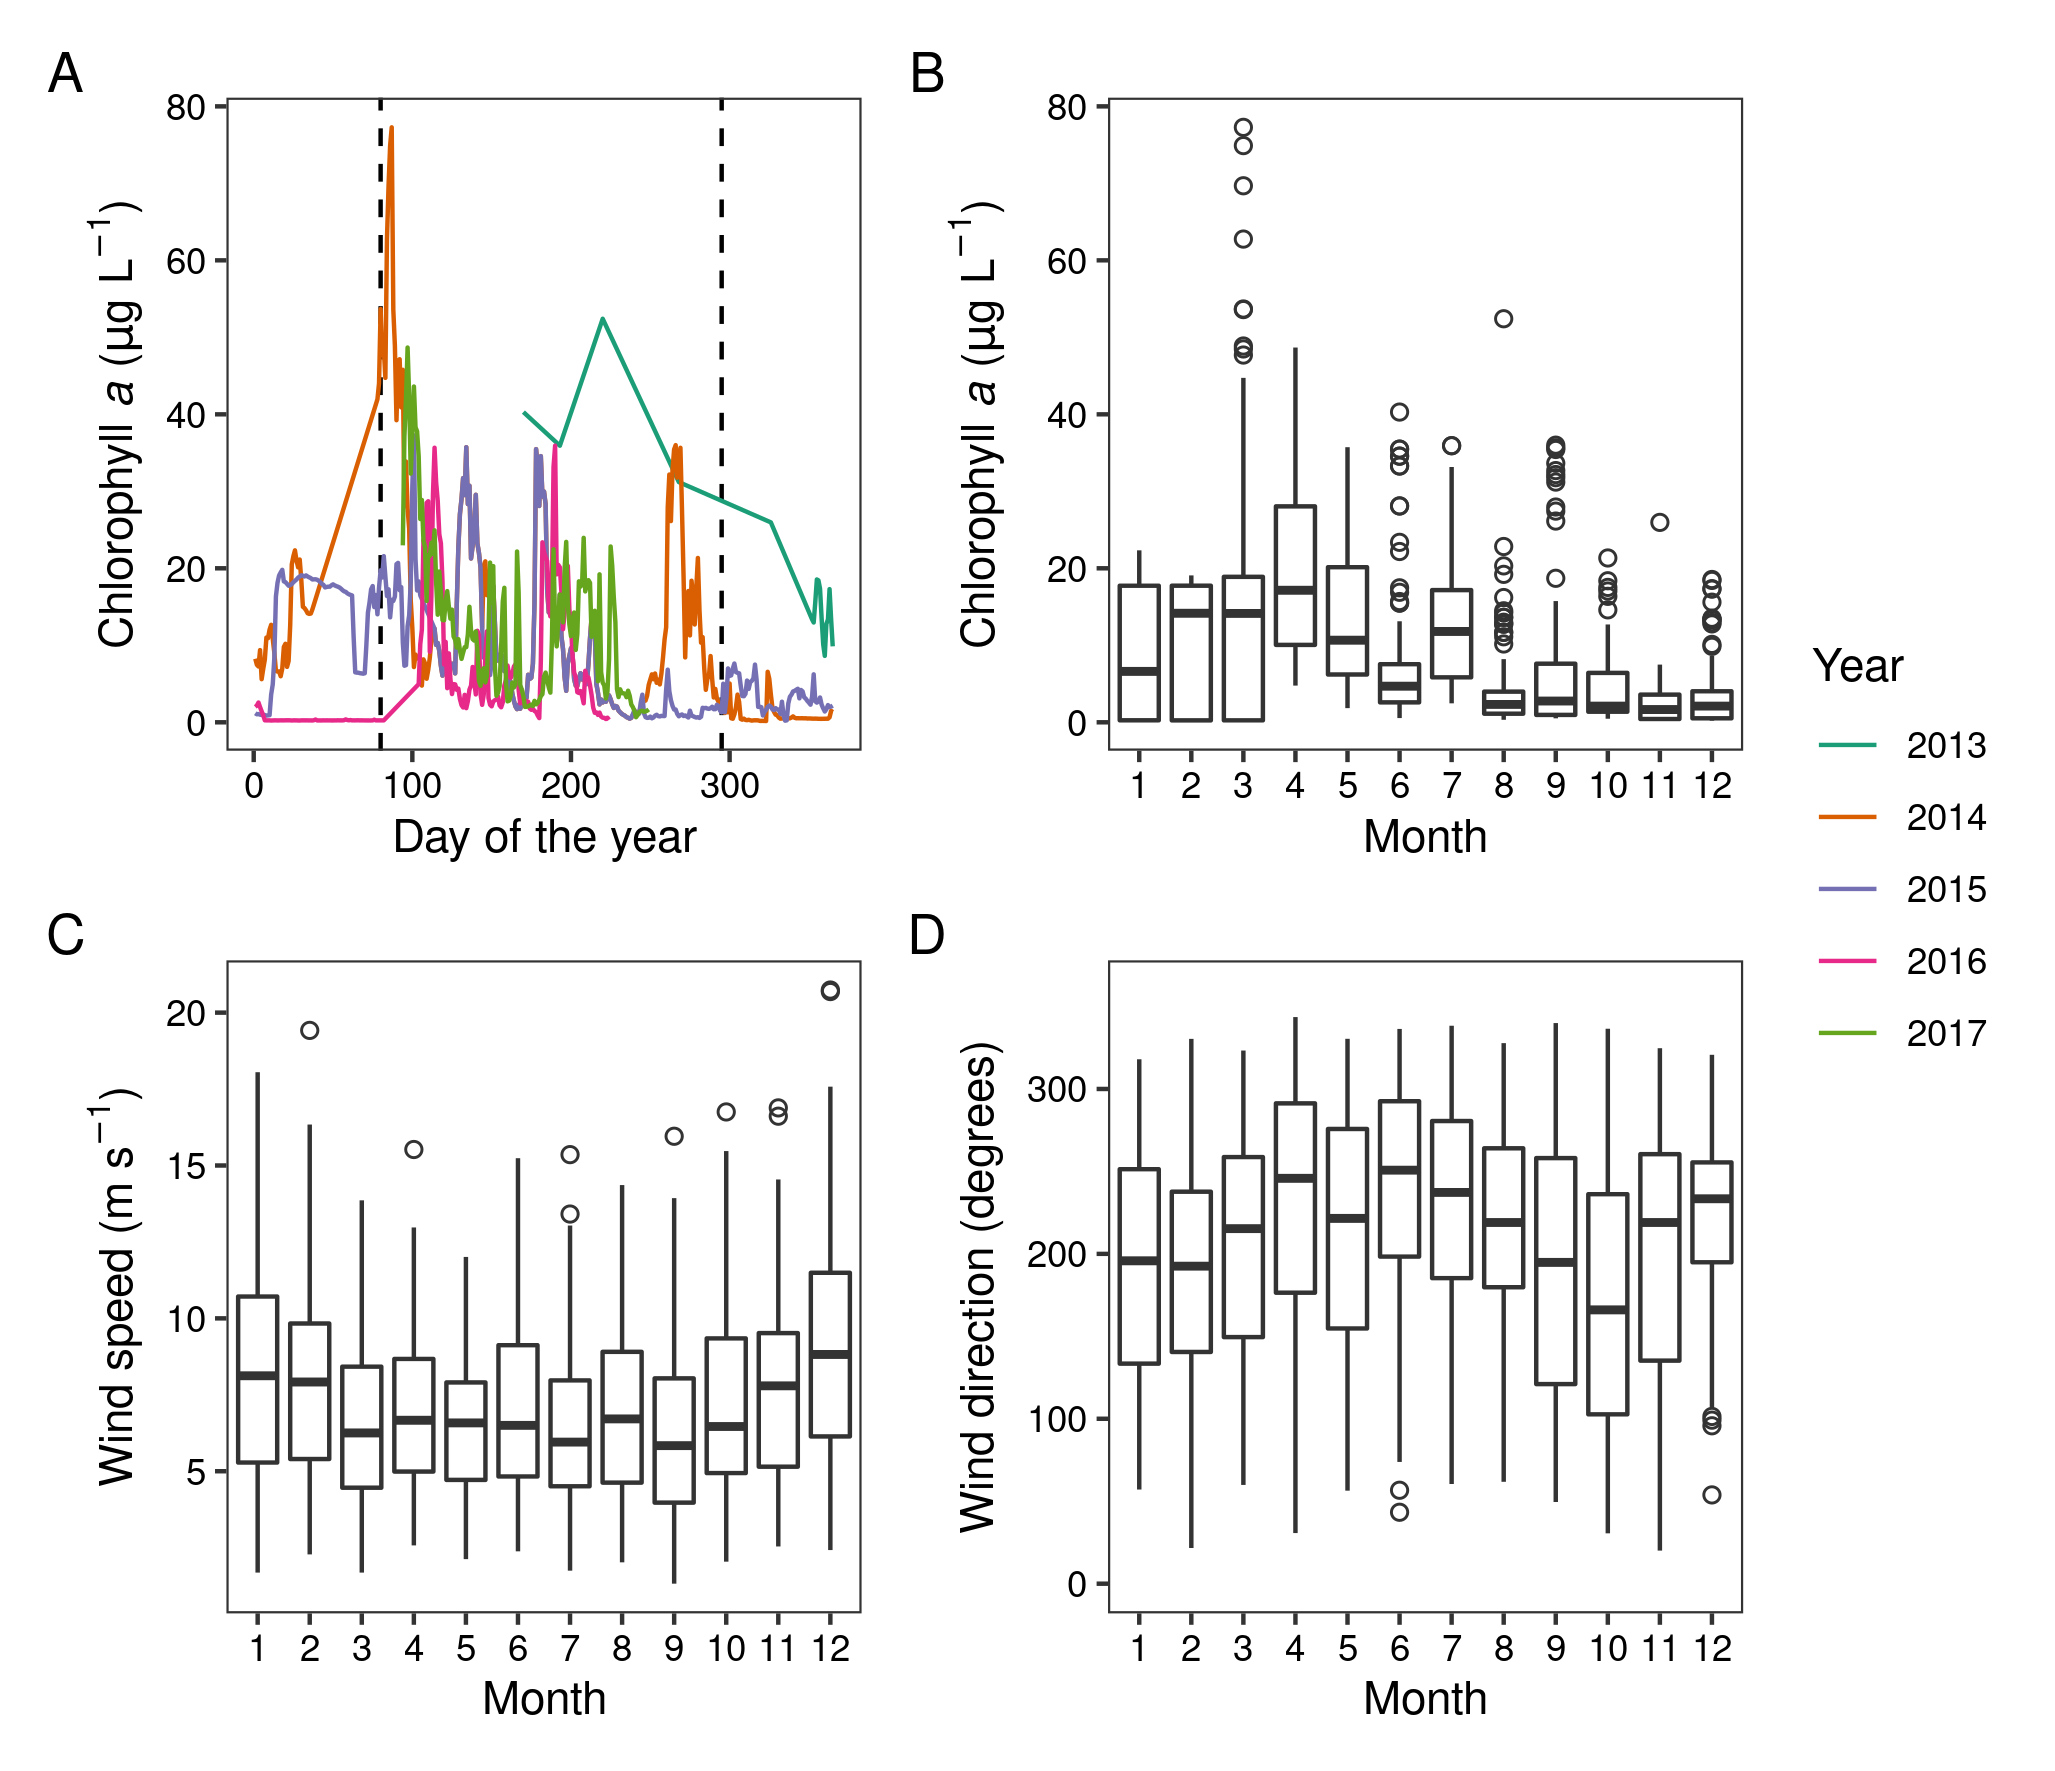 A
80
60
40
20
0
Chlorophyll a (µg L⁻¹)
0 100 200 300
Day of the year
B
80
60
40
20
0
Chlorophyll a (µg L⁻¹)
1 2 3 4 5 6 7 8 9 10 11 12
Month
Year
2013
2014
2015
2016
2017
C
20
15
10
5
Wind speed (m s⁻¹)
1 2 3 4 5 6 7 8 9 10 11 12
Month
D
300
200
100
0
Wind direction (degrees)
1 2 3 4 5 6 7 8 9 10 11 12
Month